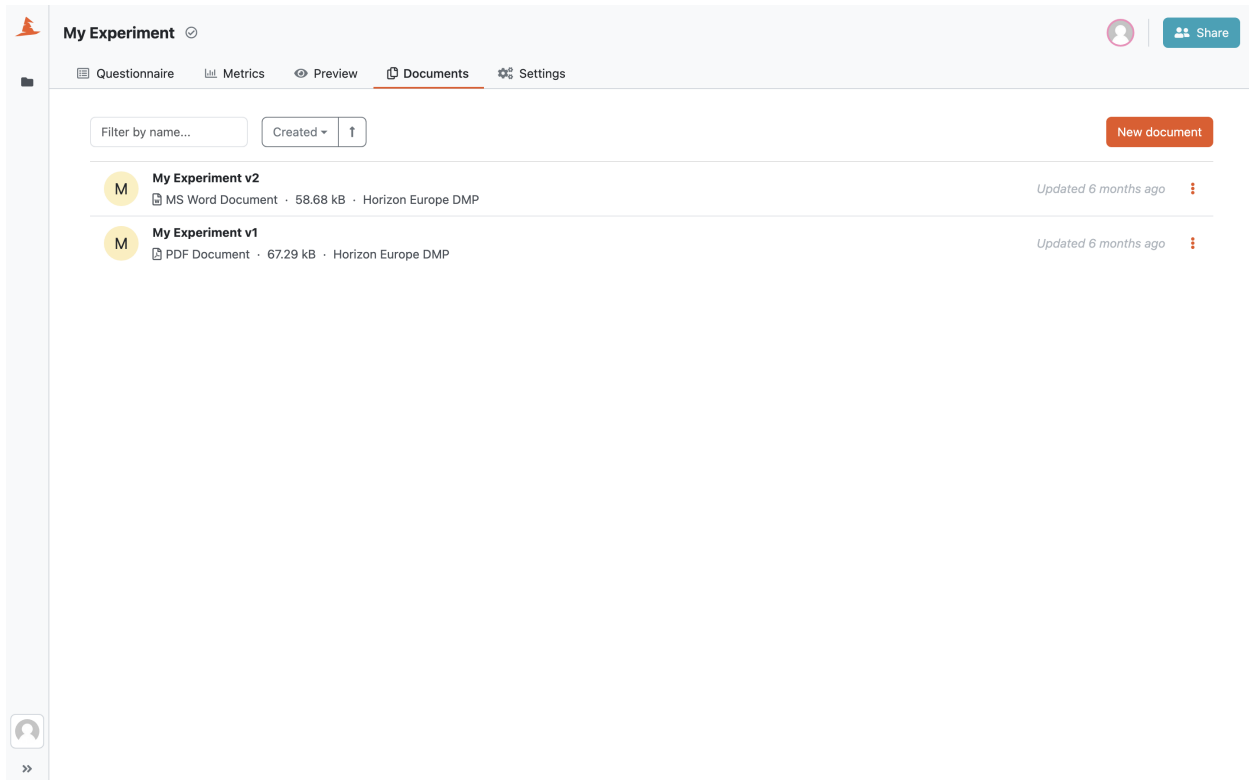 My Experiment
Share
Questionnaire Metrics Preview Documents Settings
Filter by name... Created New document
M
My Experiment v2
MS Word Document · 58.68 kB · Horizon Europe DMP
Updated 6 months ago
M
My Experiment v1
PDF Document · 67.29 kB · Horizon Europe DMP
Updated 6 months ago